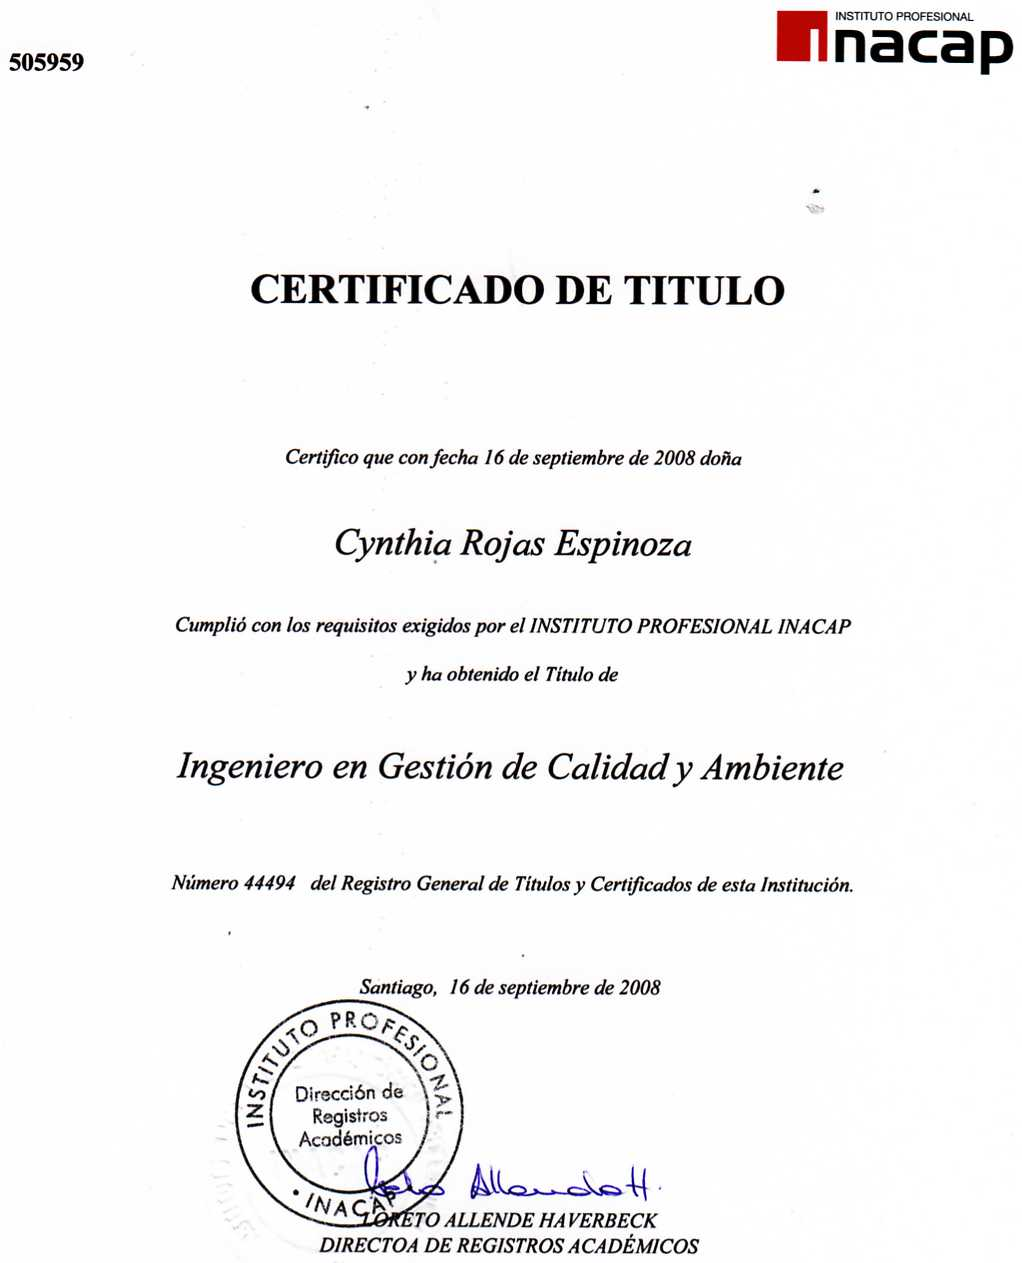 505959
INSTITUTO PROFESIONAL
inacap
CERTIFICADO DE TITULO
Certifico que con fecha 16 de septiembre de 2008 doña
Cynthia Rojas Espinoza
Cumplió con los requisitos exigidos por el INSTITUTO PROFESIONAL INACAP
y ha obtenido el Título de
Ingeniero en Gestión de Calidad y Ambiente
Número 44494 del Registro General de Títulos y Certificados de esta Institución.
Santiago, 16 de septiembre de 2008
INSTITUTO PROFESIONAL
Dirección de
Registros
Académicos
• INACAP
LORETO ALLENDE HAVERBECK
DIRECTOA DE REGISTROS ACADÉMICOS